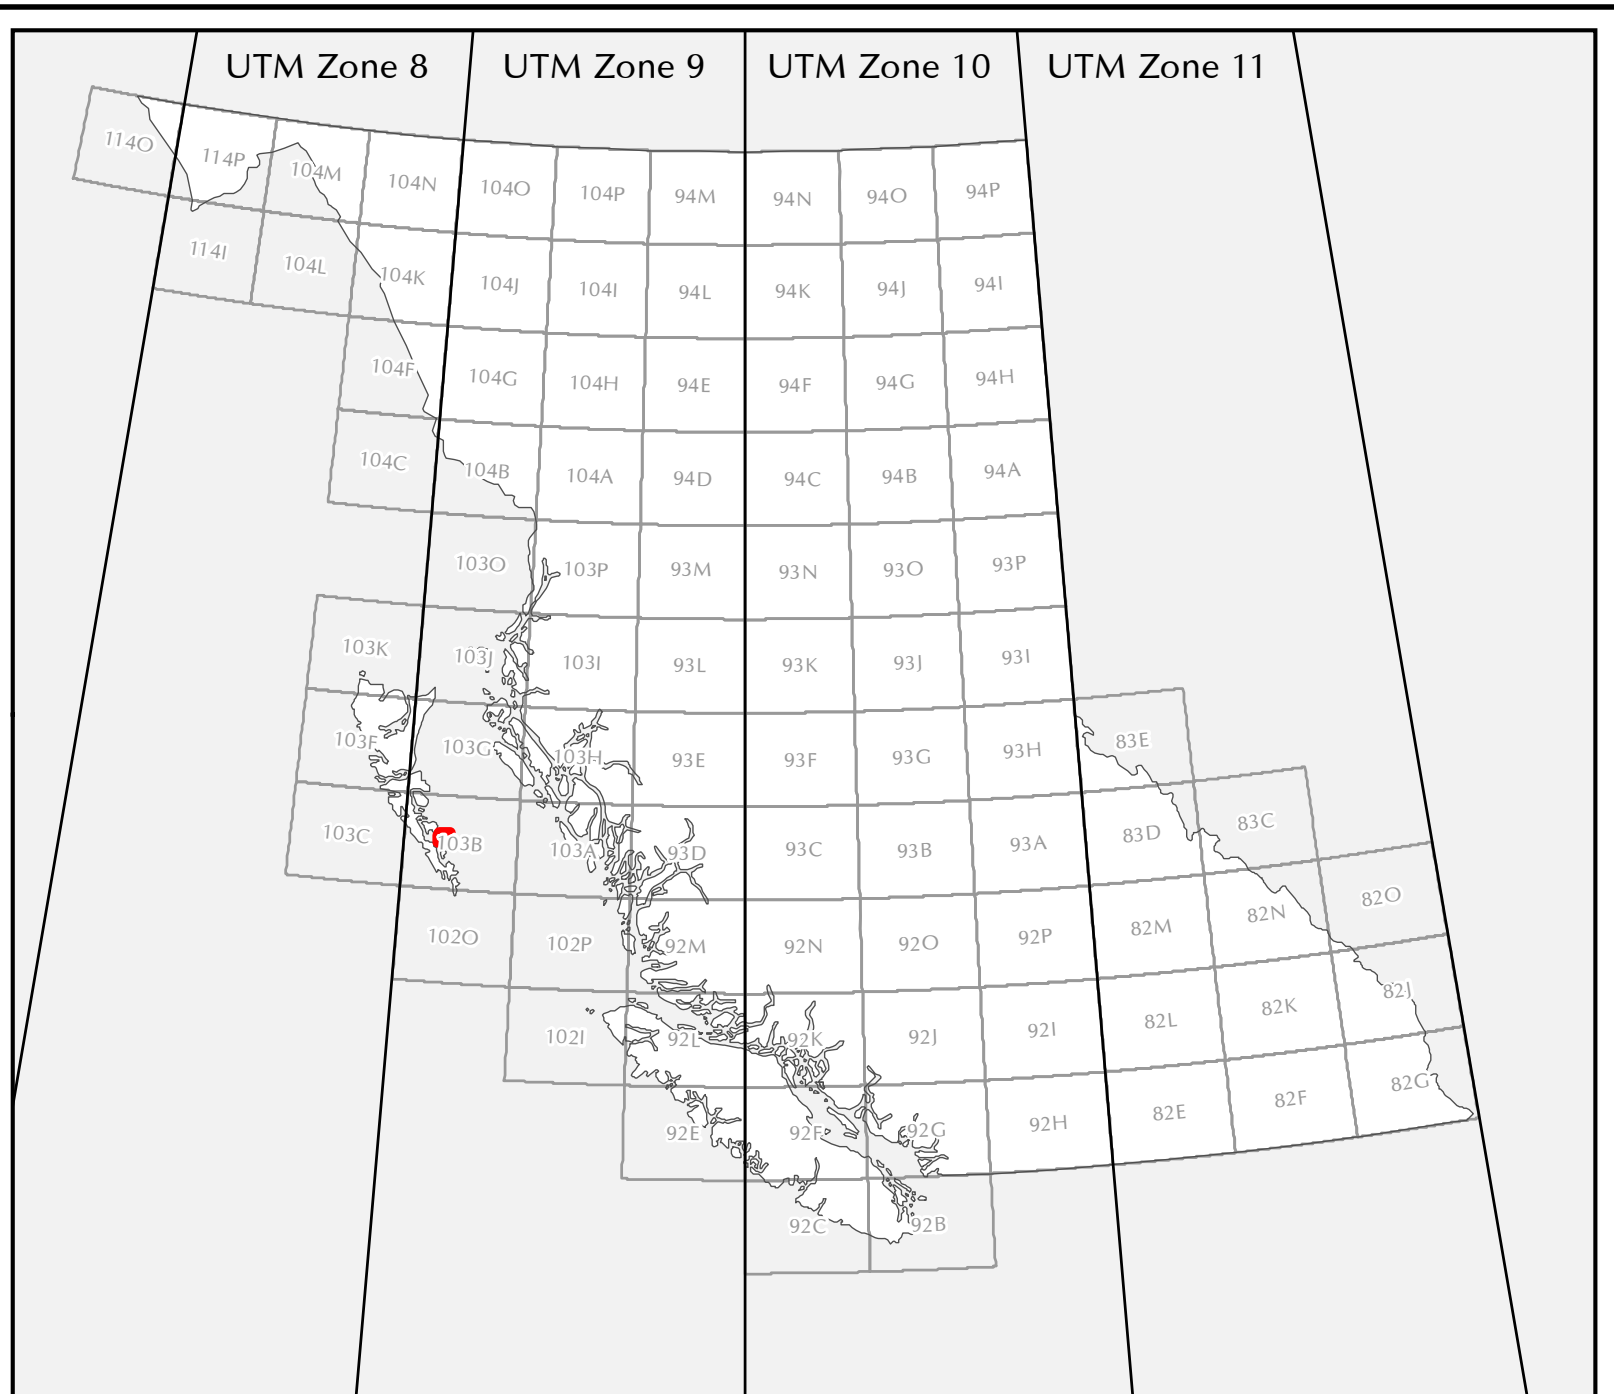 UTM Zone 8 UTM Zone 9 UTM Zone 10 UTM Zone 11
114O 114P 104M 104N 104O 104P 94M 94N 94O 94P
114I 104L 104K 104J 104I 94L 94K 94J 94I
104F 104G 104H 94E 94F 94G 94H
104C 104B 104A 94D 94C 94B 94A
103O 103P 93M 93N 93O 93P
103K 103J 103I 93L 93K 93J 93I
103F 103G 103H 93E 93F 93G 93H 83E
103C 103B 103A 93D 93C 93B 93A 83D 83C
102O 102P 92M 92N 92O 92P 82M 82N 82O
102I 92L 92K 92J 92I 82L 82K 82J
92E 92F 92G 92H 82E 82F 82G
92C 92B